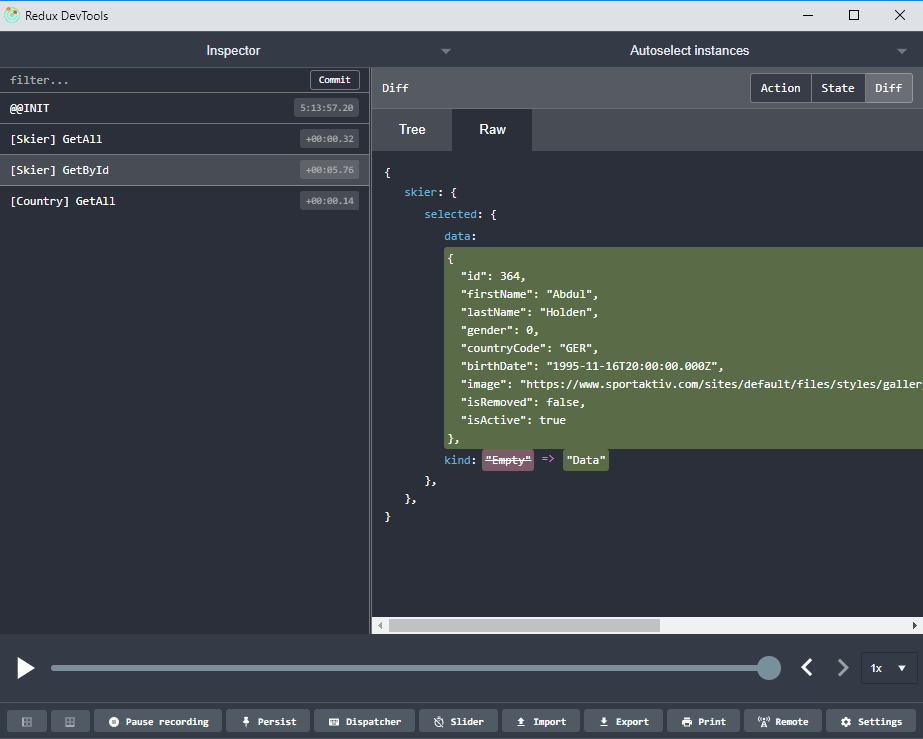 Redux DevTools
Inspector
Autoselect instances
filter...
Commit
@@INIT
5:13:57.20
[Skier] GetAll
+00:00.32
[Skier] GetById
+00:05.76
[Country] GetAll
+00:00.14
Diff
Action
State
Diff
Tree
Raw
{
skier: {
selected: {
data:
{
"id": 364,
"firstName": "Abdul",
"lastName": "Holden",
"gender": 0,
"countryCode": "GER",
"birthDate": "1995-11-16T20:00:00.000Z",
"image": "https://www.sportaktiv.com/sites/default/files/styles/galler
"isRemoved": false,
"isActive": true
},
kind: "Empty" => "Data"
},
},
}
1x
Pause recording
Persist
Dispatcher
Slider
Import
Export
Print
Remote
Settings